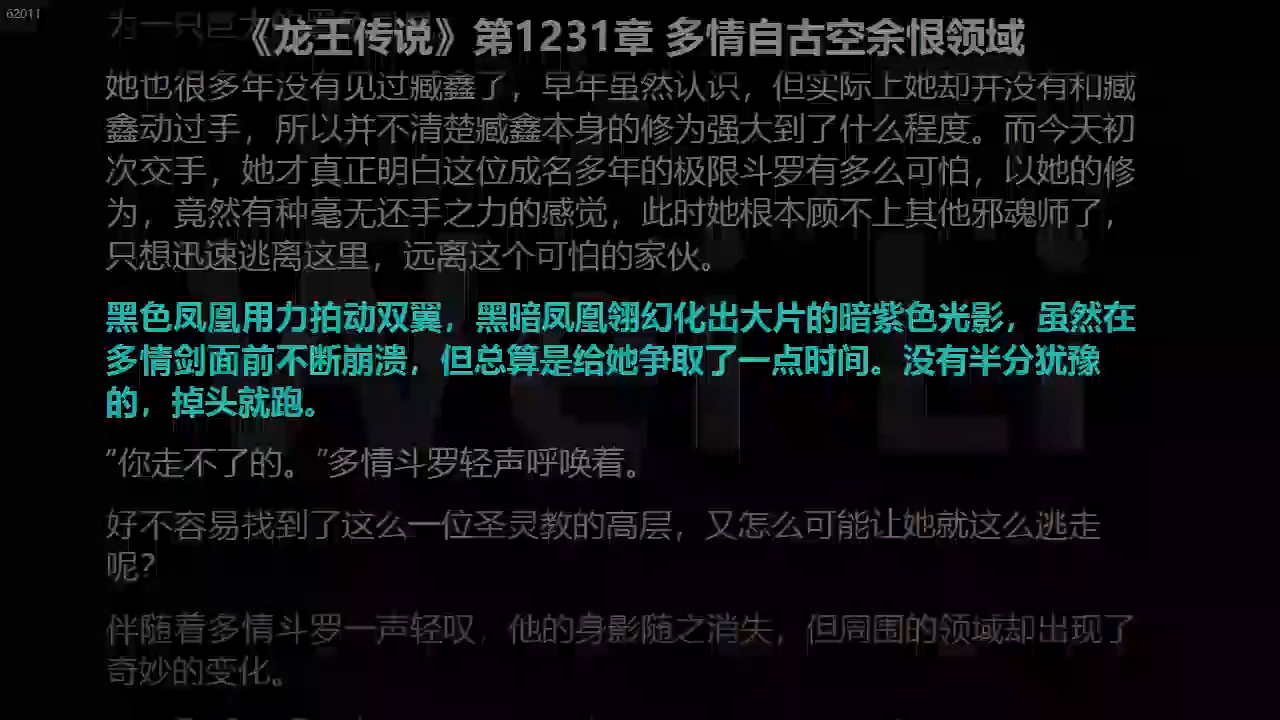 62011
为一只巨大的黑色凤凰
《龙王传说》第1231章 多情自古空余恨领域
她也很多年没有见过臧鑫了，早年虽然认识，但实际上她却并没有和臧
鑫动过手，所以并不清楚臧鑫本身的修为强大到了什么程度。而今天初
次交手，她才真正明白这位成名多年的极限斗罗有多么可怕，以她的修
为，竟然有种毫无还手之力的感觉，此时她根本顾不上其他邪魂师了，
只想迅速逃离这里，远离这个可怕的家伙。
黑色凤凰用力拍动双翼，黑暗凤凰翎幻化出大片的暗紫色光影，虽然在
多情剑面前不断崩溃，但总算是给她争取了一点时间。没有半分犹豫
的，掉头就跑。
“你走不了的。”多情斗罗轻声呼唤着。
好不容易找到了这么一位圣灵教的高层，又怎么可能让她就这么逃走
呢？
伴随着多情斗罗一声轻叹，他的身影随之消失，但周围的领域却出现了
奇妙的变化。